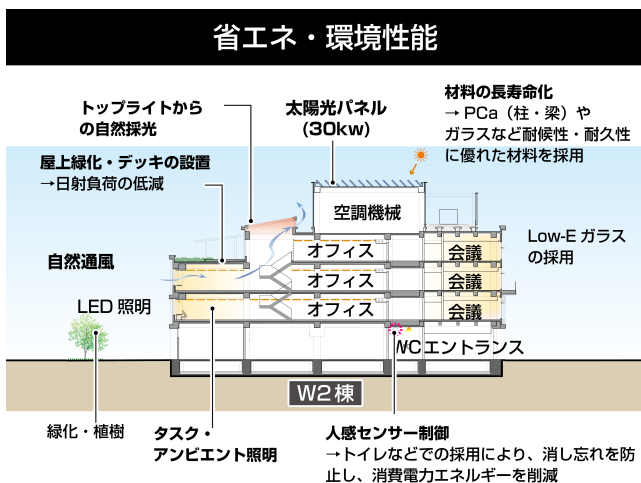 省エネ・環境性能
トップライトから
の自然採光
太陽光パネル
(30kw)
材料の長寿命化
→ PCa（柱・梁）や
ガラスなど耐候性・耐久性
に優れた材料を採用
屋上緑化・デッキの設置
→日射負荷の低減
空調機械
自然通風
オフィス
会議
Low-E ガラス
の採用
オフィス
会議
LED 照明
オフィス
会議
WCエントランス
W2棟
緑化・植樹
タスク・
アンビエント照明
人感センサー制御
→トイレなどでの採用により、消し忘れを防
止し、消費電力エネルギーを削減